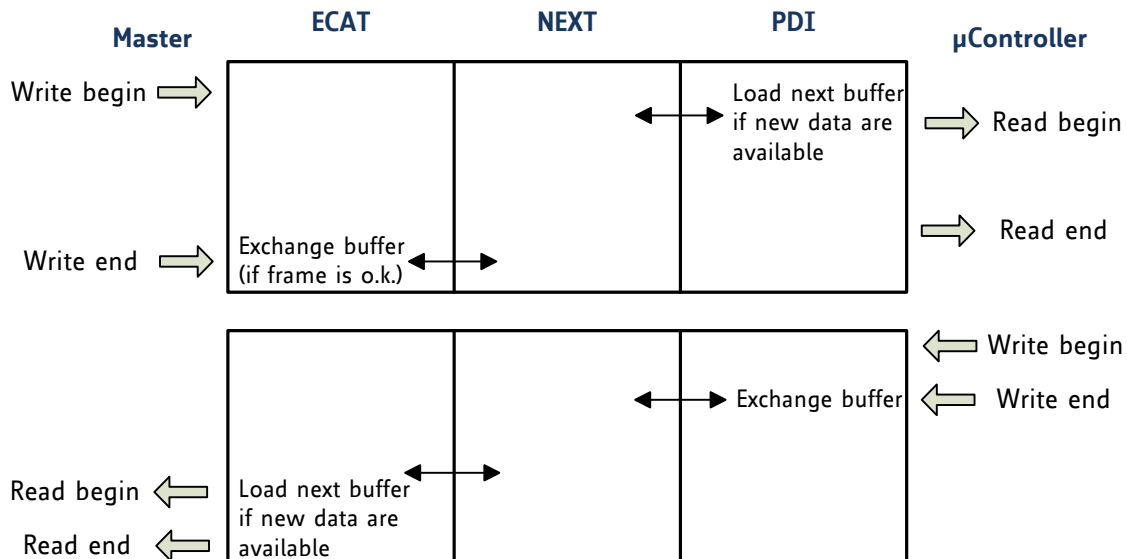 Master
ECAT
NEXT
PDI
µController
Write begin
Load next buffer
if new data are
available
Read begin
Read end
Write end
Exchange buffer
(if frame is o.k.)
Write begin
Exchange buffer
Write end
Read begin
Load next buffer
if new data are
available
Read end